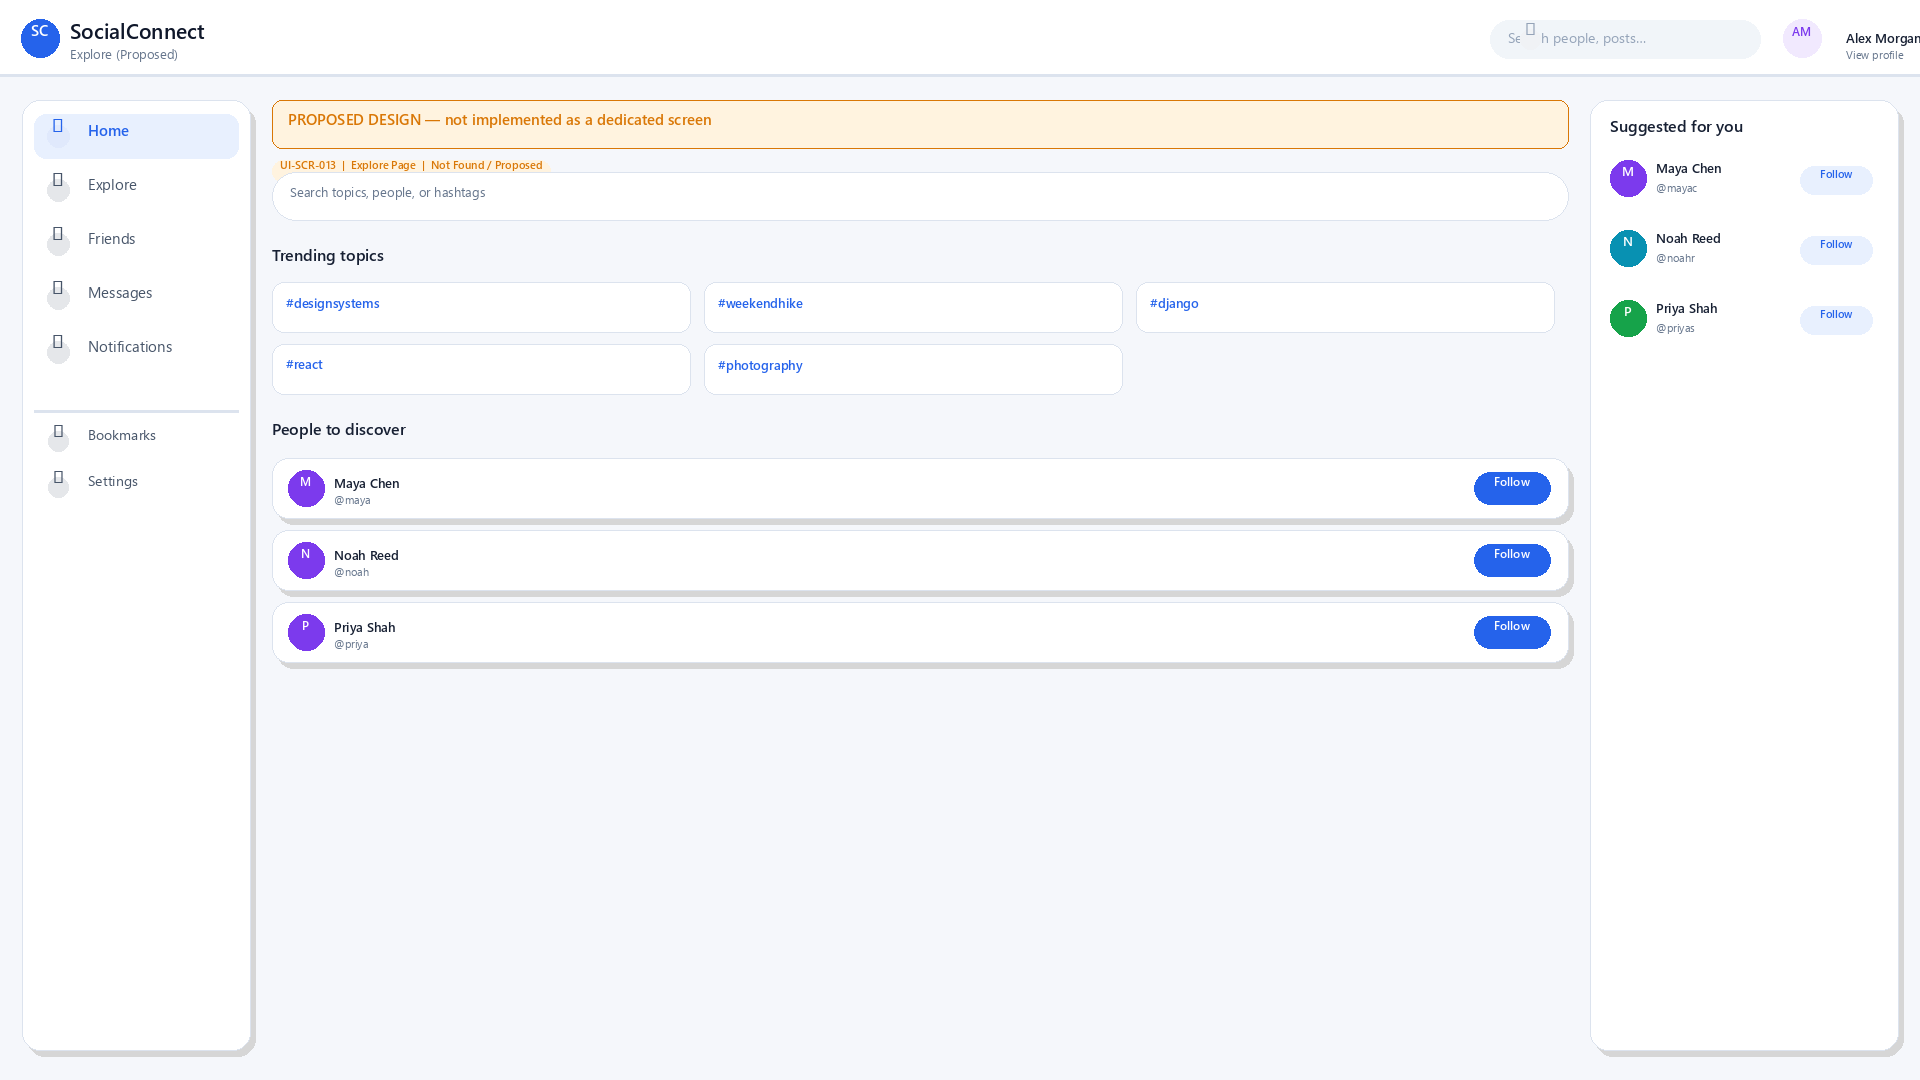 SC
SocialConnect
Explore (Proposed)
Se h people, posts...
AM
Alex Morgan
View profile
Home
Explore
Friends
Messages
Notifications
Bookmarks
Settings
PROPOSED DESIGN — not implemented as a dedicated screen
UI-SCR-013 | Explore Page | Not Found / Proposed
Search topics, people, or hashtags
Trending topics
#designsystems
#weekendhike
#django
#react
#photography
People to discover
M
Maya Chen
@maya
Follow
N
Noah Reed
@noah
Follow
P
Priya Shah
@priya
Follow
Suggested for you
M
Maya Chen
@mayac
Follow
N
Noah Reed
@noahr
Follow
P
Priya Shah
@priyas
Follow